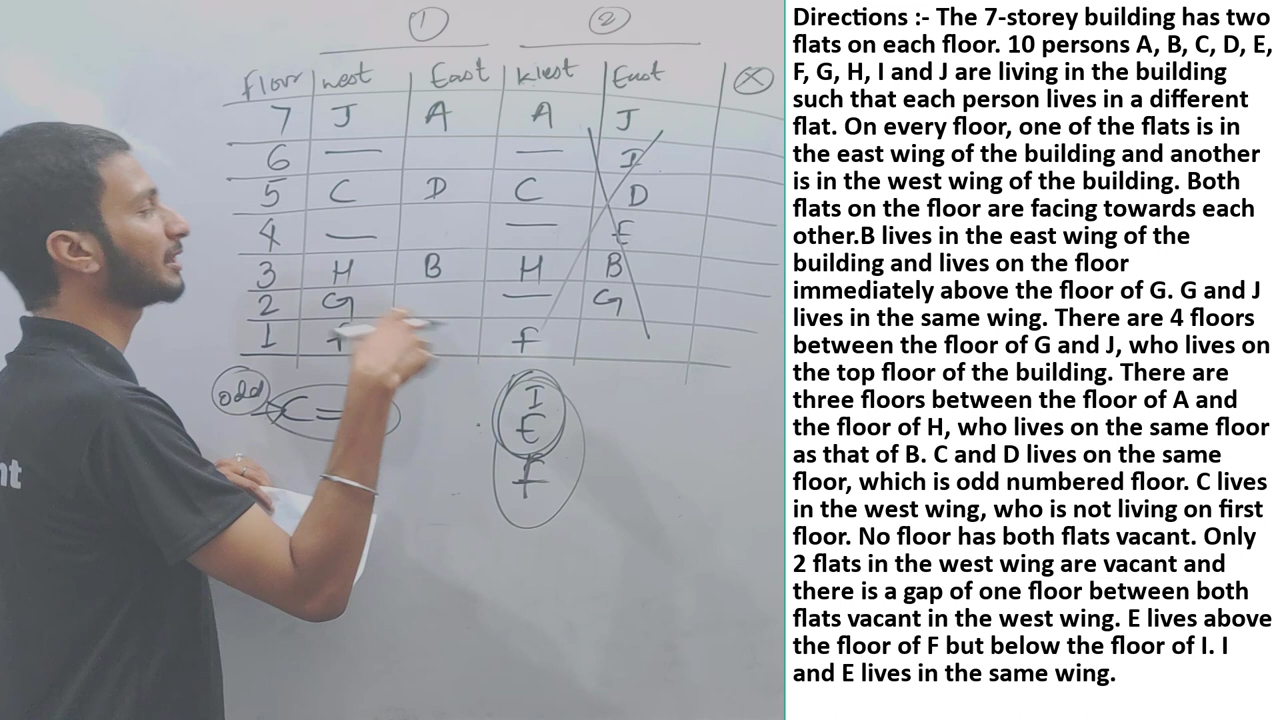 ① ②
Floor west East West East ⊗
7 J A A J
6 — — I
5 C D C D
4 — — E
3 H B H B
2 G — G
1 F F
odd C =
I
E
F
nt
Directions :- The 7-storey building has two
flats on each floor. 10 persons A, B, C, D, E,
F, G, H, I and J are living in the building
such that each person lives in a different
flat. On every floor, one of the flats is in
the east wing of the building and another
is in the west wing of the building. Both
flats on the floor are facing towards each
other.B lives in the east wing of the
building and lives on the floor
immediately above the floor of G. G and J
lives in the same wing. There are 4 floors
between the floor of G and J, who lives on
the top floor of the building. There are
three floors between the floor of A and
the floor of H, who lives on the same floor
as that of B. C and D lives on the same
floor, which is odd numbered floor. C lives
in the west wing, who is not living on first
floor. No floor has both flats vacant. Only
2 flats in the west wing are vacant and
there is a gap of one floor between both
flats vacant in the west wing. E lives above
the floor of F but below the floor of I. I
and E lives in the same wing.